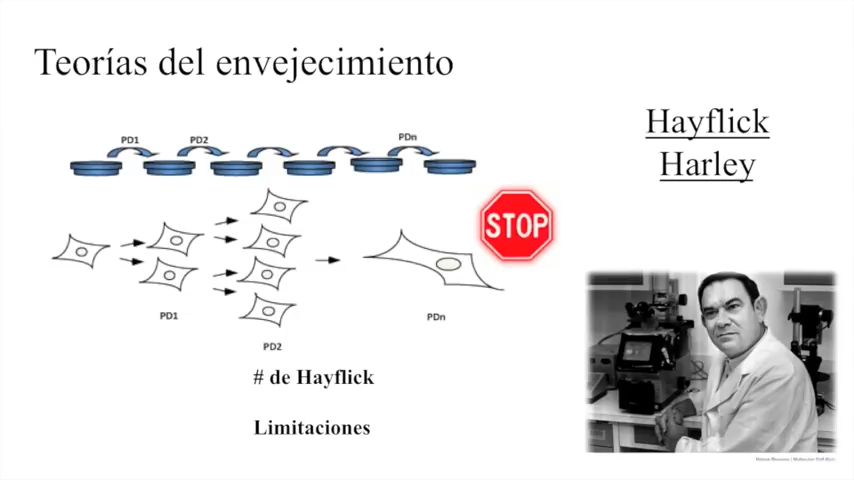 Teorías del envejecimiento
Hayflick
Harley
PD1 PD2 PDn
STOP
PD1
PDn
PD2
# de Hayflick
Limitaciones